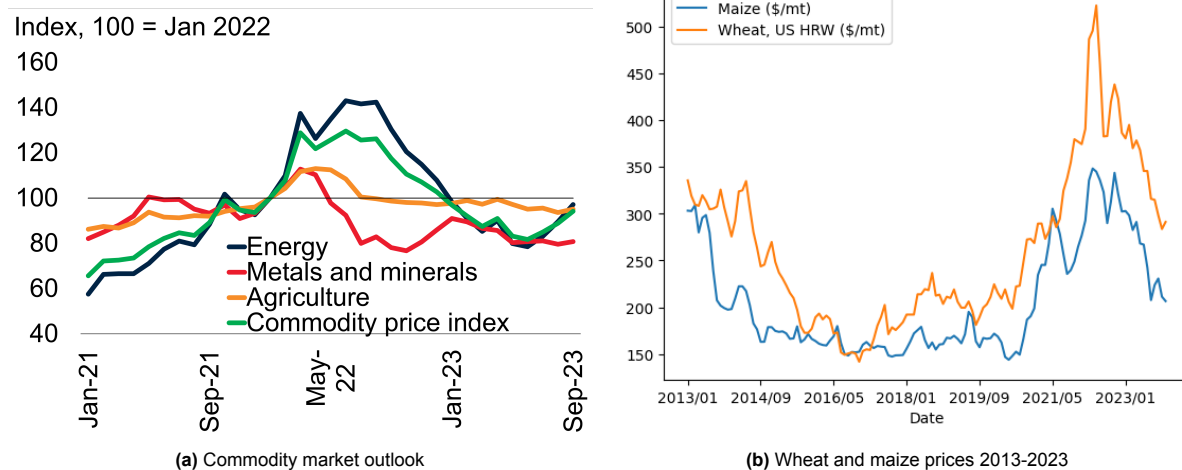 Index, 100 = Jan 2022
160
140
120
100
80
60
40
Energy
Metals and minerals
Agriculture
Commodity price index
Jan-21
Sep-21
May-
22
Jan-23
Sep-23
(a) Commodity market outlook
Maize ($/mt)
Wheat, US HRW ($/mt)
500
450
400
350
300
250
200
150
2013/01 2014/09 2016/05 2018/01 2019/09 2021/05 2023/01
Date
(b) Wheat and maize prices 2013-2023